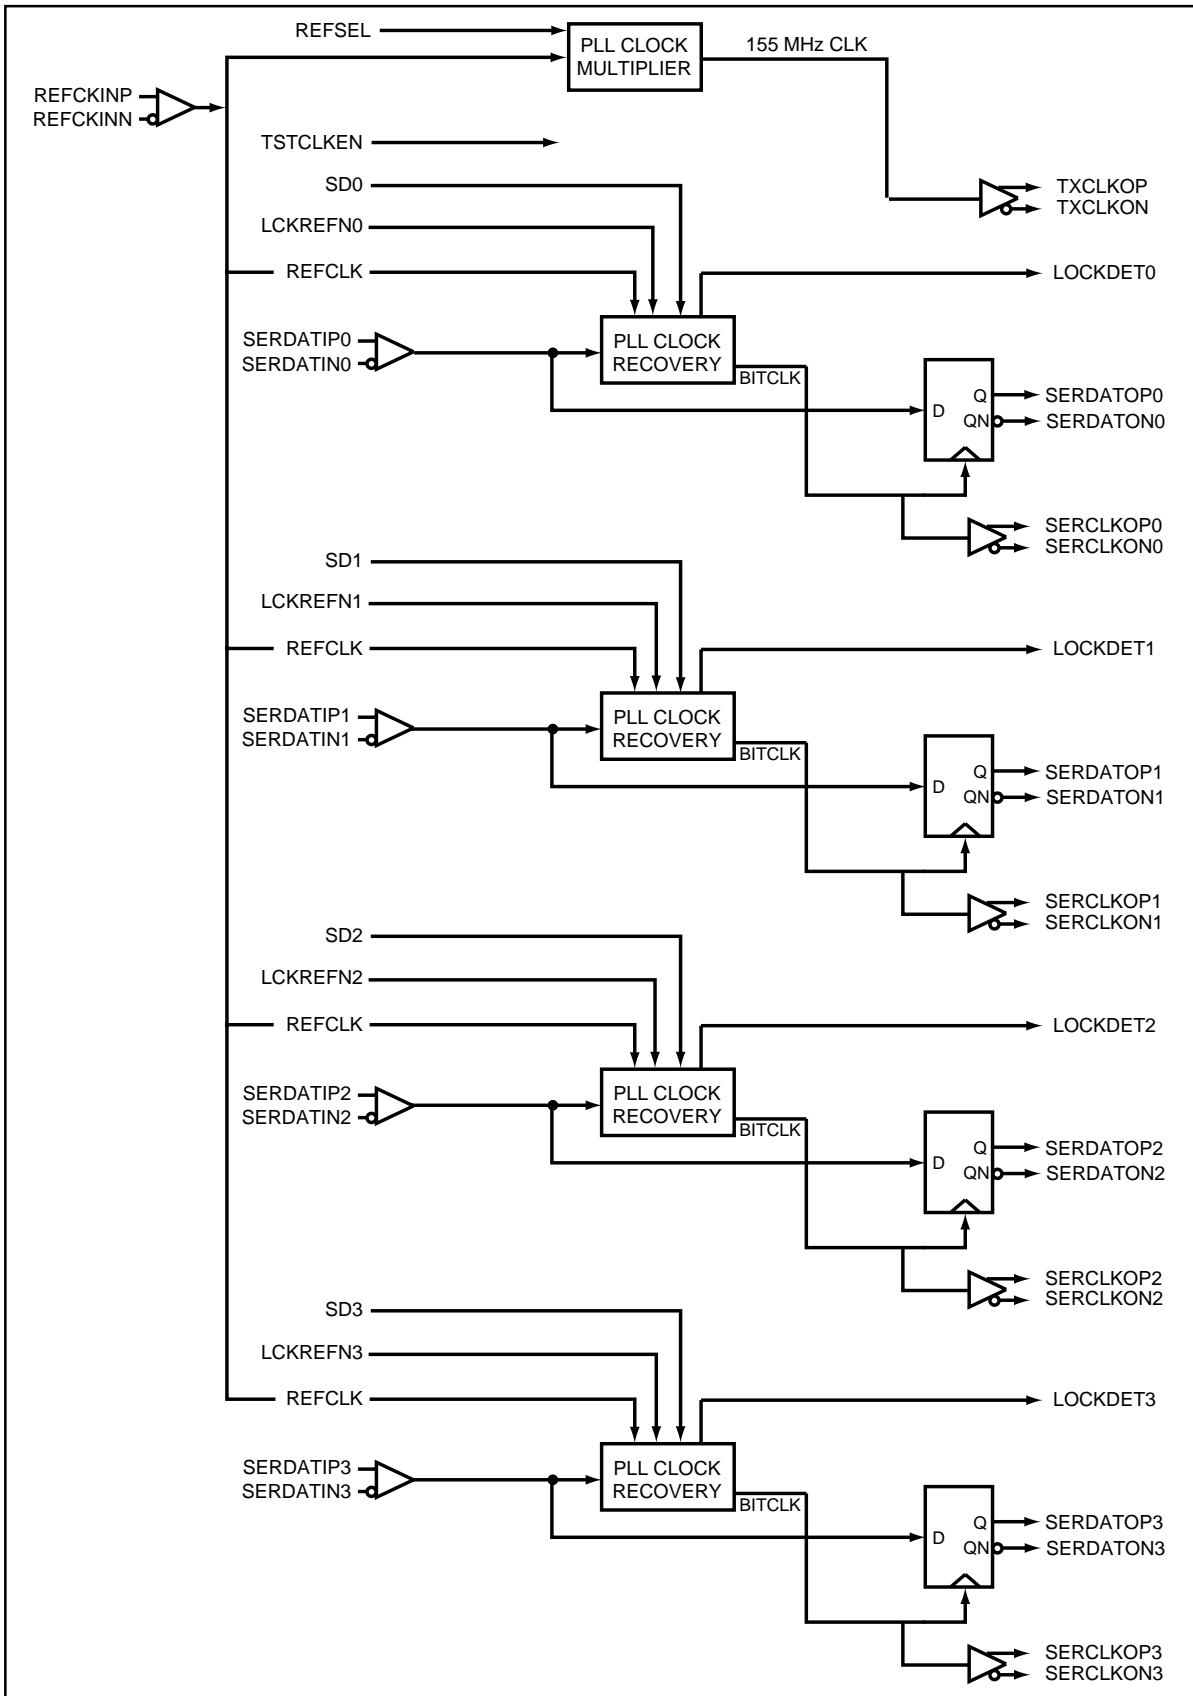 REFSEL
PLL CLOCK
MULTIPLIER
155 MHz CLK
REFCKINP
REFCKINN
TSTCLKEN
SD0
TXCLKOP
TXCLKON
LCKREFN0
REFCLK
LOCKDET0
SERDATIP0
SERDATIN0
PLL CLOCK
RECOVERY
BITCLK
D
Q
QN
SERDATOP0
SERDATON0
SERCLKOP0
SERCLKON0
SD1
LCKREFN1
REFCLK
LOCKDET1
SERDATIP1
SERDATIN1
PLL CLOCK
RECOVERY
BITCLK
D
Q
QN
SERDATOP1
SERDATON1
SERCLKOP1
SERCLKON1
SD2
LCKREFN2
REFCLK
LOCKDET2
SERDATIP2
SERDATIN2
PLL CLOCK
RECOVERY
BITCLK
D
Q
QN
SERDATOP2
SERDATON2
SERCLKOP2
SERCLKON2
SD3
LCKREFN3
REFCLK
LOCKDET3
SERDATIP3
SERDATIN3
PLL CLOCK
RECOVERY
BITCLK
D
Q
QN
SERDATOP3
SERDATON3
SERCLKOP3
SERCLKON3